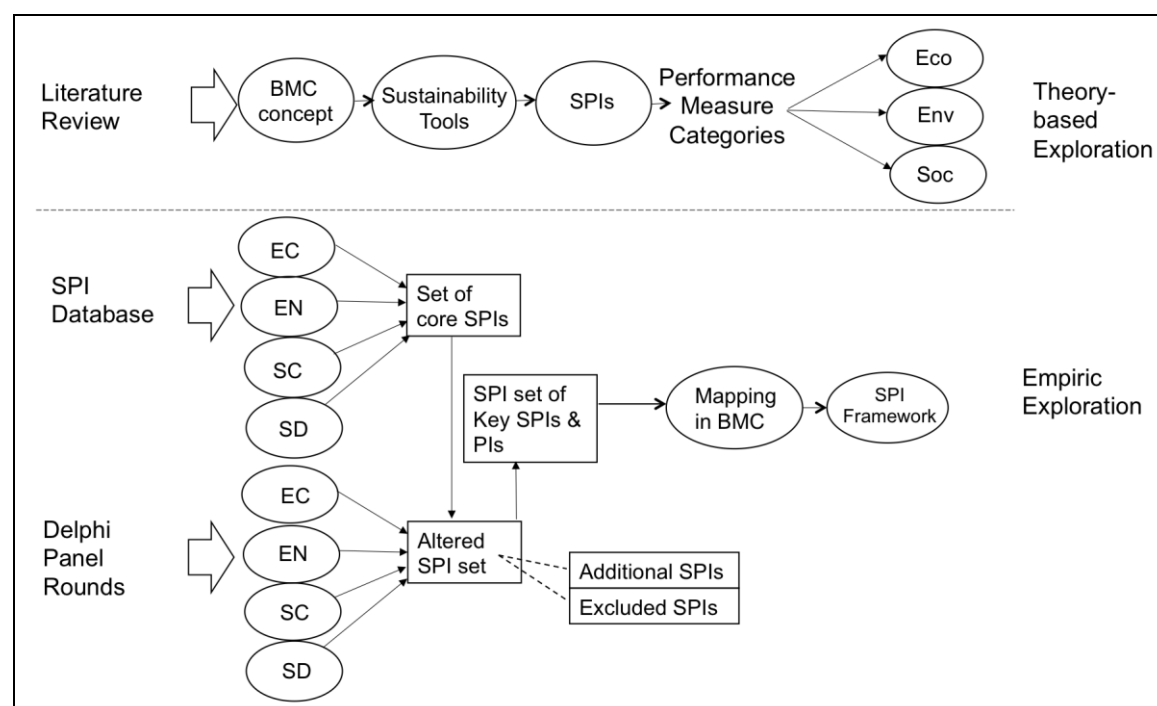 Literature
Review
BMC
concept
Sustainability
Tools
SPIs
Performance
Measure
Categories
Eco
Env
Soc
Theory-
based
Exploration
SPI
Database
EC
EN
SC
SD
Set of
core SPIs
SPI set of
Key SPIs &
PIs
Mapping
in BMC
SPI
Framework
Empiric
Exploration
Delphi
Panel
Rounds
EC
EN
SC
SD
Altered
SPI set
Additional SPIs
Excluded SPIs